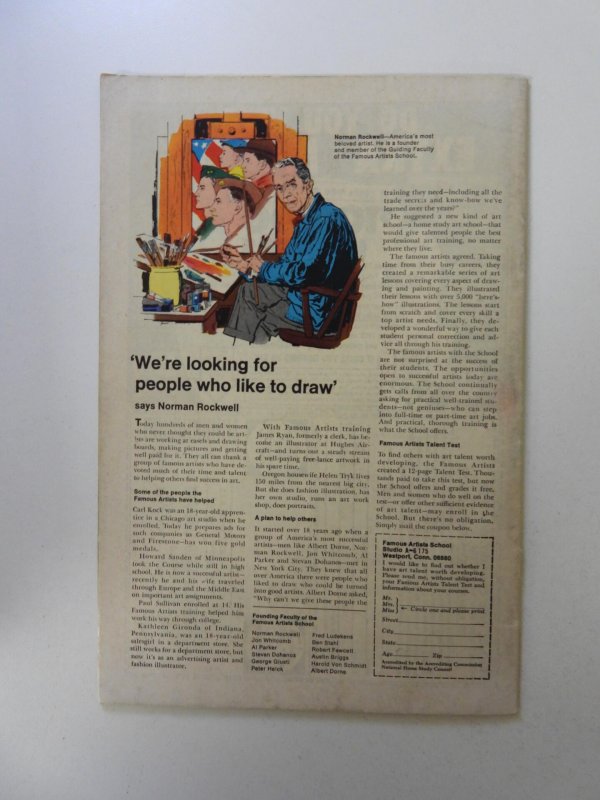 Norman Rockwell—America's most
beloved artist. He is a founder
and member of the Guiding Faculty
of the Famous Artists School.
'We're looking for
people who like to draw'
says Norman Rockwell
Today hundreds of men and women
who never thought they could be art-
ists are working at easels and drawing
boards, making pictures and getting
well paid for it. They all can thank a
group of famous artists who have de-
voted much of their time and talent
to helping others find success in art.
Some of the people the
Famous Artists have helped
Carl Kock was an 18-year-old appren-
tice in a Chicago art studio when he
enrolled. Today he prepares ads for
such companies as General Motors
and Firestone—has won five gold
medals.
Howard Sanden of Minneapolis
took the Course while still in high
school. He is now a successful artist—
recently he and his wife traveled
through Europe and the Middle East
on important art assignments.
Paul Sullivan enrolled at 14. His
Famous Artists training helped him
work his way through college.
Kathleen Gironda of Indiana,
Pennsylvania, was an 18-year-old
salesgirl in a department store. She
still works for a department store, but
now it's as an advertising artist and
fashion illustrator.
With Famous Artists training
James Ryan, formerly a clerk, has be-
come an illustrator at Hughes Air-
craft—and turns out a steady stream
of well-paying free-lance artwork in
his spare time.
Oregon housewife Helen Tryk lives
150 miles from the nearest big city.
But she does fashion illustration, has
her own studio, runs an art work
shop, does portraits.
A plan to help others
It started over 18 years ago when a
group of America's most successful
artists—men like Albert Dorne, Nor-
man Rockwell, Jon Whitcomb, Al
Parker and Stevan Dohanos—met in
New York City. They knew that all
over America there were people who
liked to draw who could be turned
into good artists. Albert Dorne asked,
"Why can't we give these people the
Founding Faculty of the
Famous Artists School
Norman Rockwell
Jon Whitcomb
Al Parker
Stevan Dohanos
George Giusti
Peter Helck
Fred Ludekens
Ben Stahl
Robert Fawcett
Austin Briggs
Harold Von Schmidt
Albert Dorne
training they need—including all the
trade secrets and know-how we've
learned over the years?"
He suggested a new kind of art
school—a home study art school—that
would give talented people the best
professional art training, no matter
where they live.
The famous artists agreed. Taking
time from their busy careers, they
created a remarkable series of art
lessons covering every aspect of draw-
ing and painting. They illustrated
their lessons with over 5,000 "here's-
how" illustrations. The lessons start
from scratch and cover every skill a
top artist needs. Finally, they de-
veloped a wonderful way to give each
student personal correction and ad-
vice all through his training.
The famous artists with the School
are not surprised at the success of
their students. The opportunities
open to successful artists today are
enormous. The School continually
gets calls from all over the country
asking for practical well-trained stu-
dents—not geniuses—who can step
into full-time or part-time art jobs.
And practical, thorough training is
what the School offers.
Famous Artists Talent Test
To find others with art talent worth
developing, the Famous Artists
created a 12-page Talent Test. Thou-
sands paid to take this test, but now
the School offers and grades it free.
Men and women who do well on the
test—or offer other sufficient evidence
of art talent—may enroll in the
School. But there's no obligation.
Simply mail the coupon below.
Famous Artists School
Studio A-6175
Westport, Conn. 06880
I would like to find out whether I
have art talent worth developing.
Please send me, without obligation,
your Famous Artists Talent Test and
information about your courses.
Mr.
Mrs. ← Circle one and please print
Miss
Street
City
State
Age Zip
Accredited by the Accrediting Commission
National Home Study Council